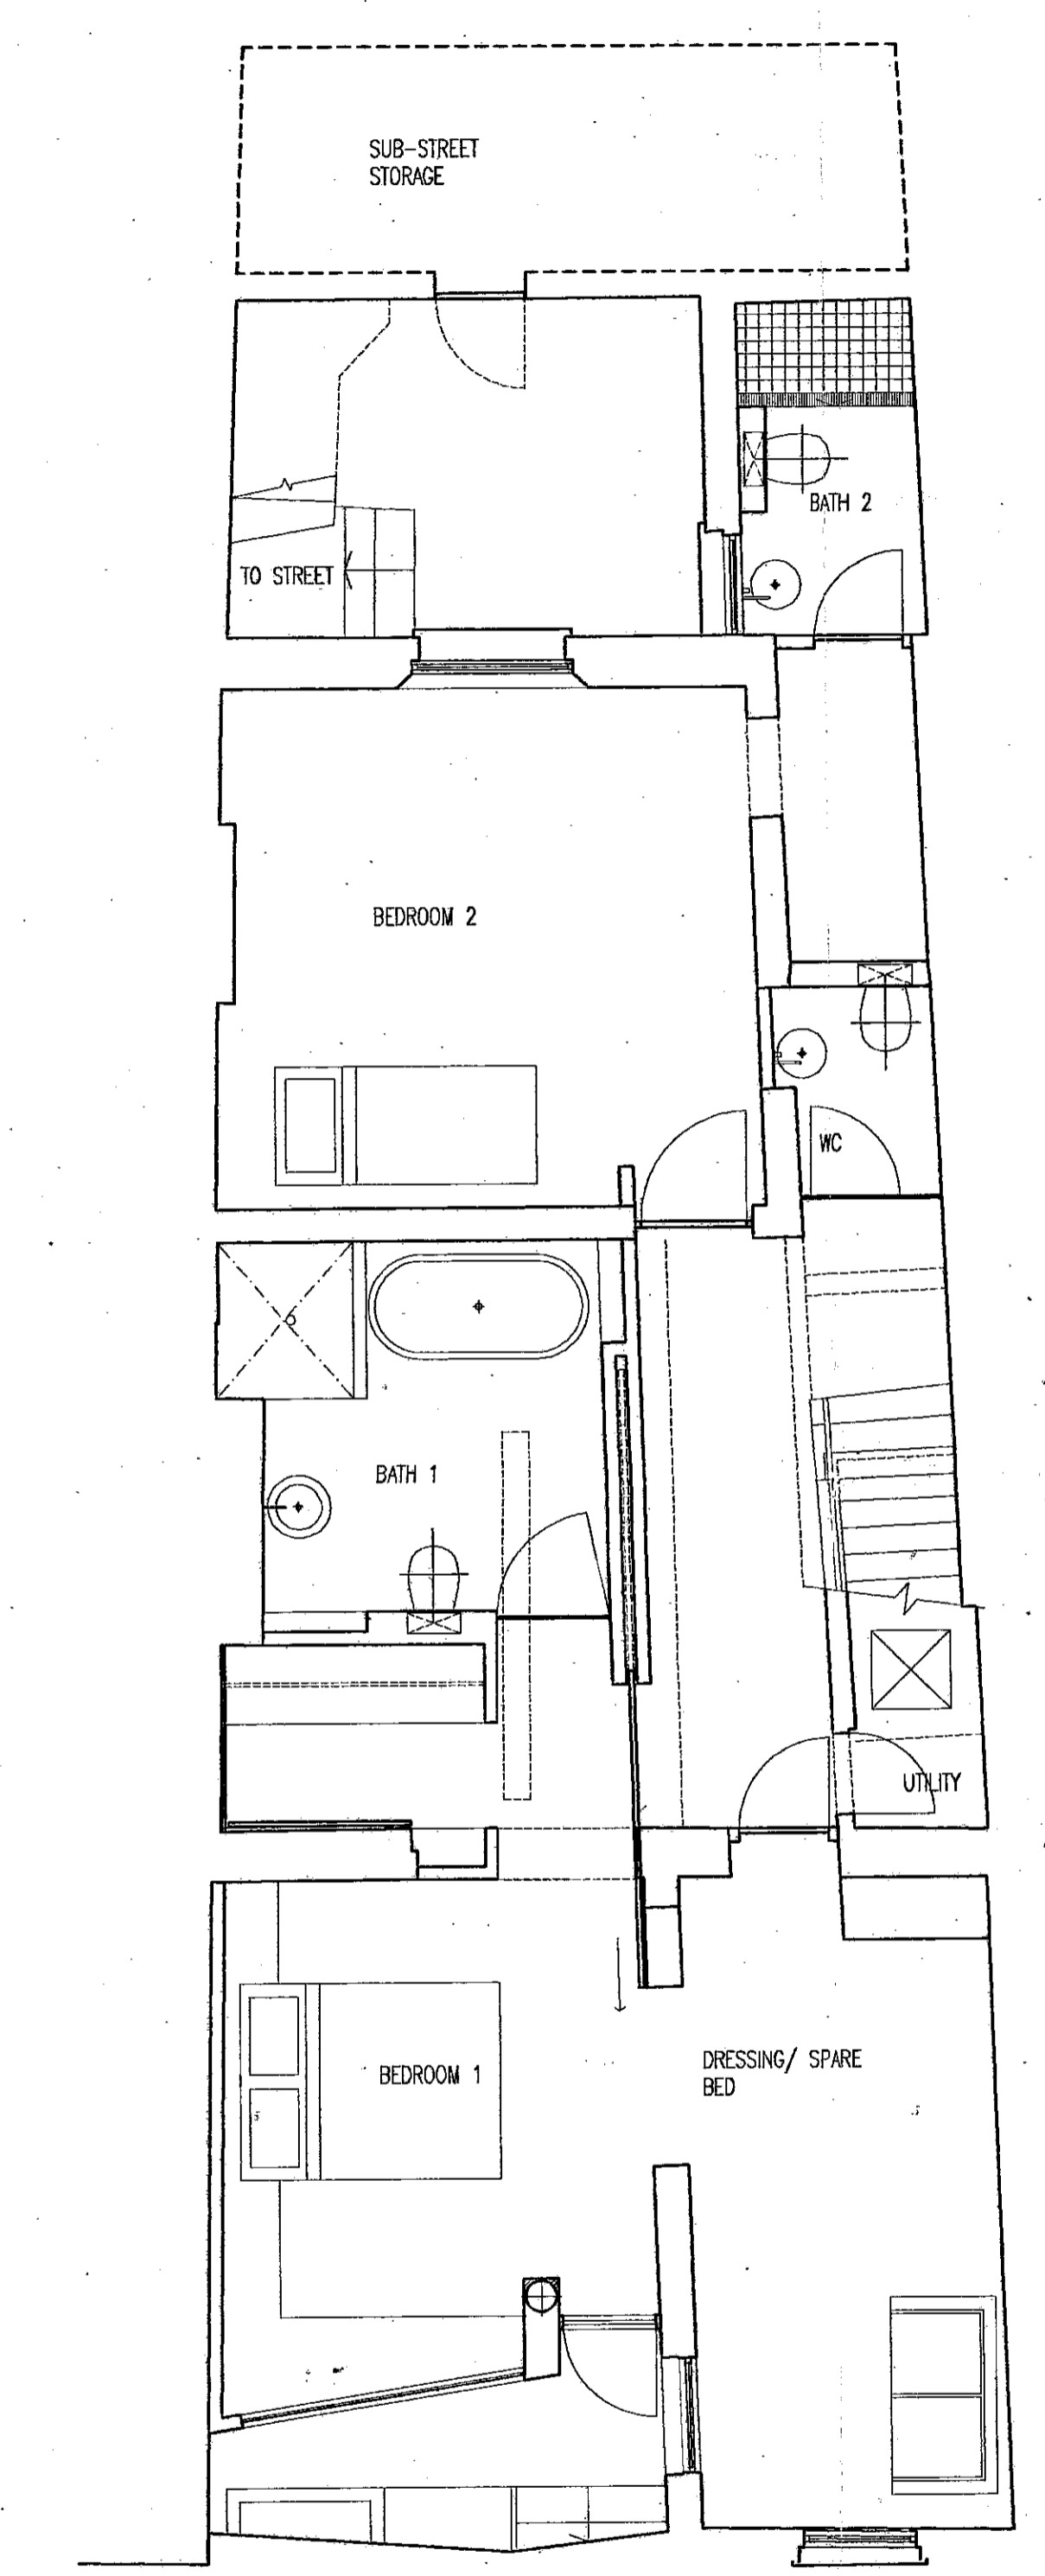 SUB-STREET
STORAGE
BATH 2
TO STREET
BEDROOM 2
WC
BATH 1
UTILITY
DRESSING/ SPARE
BED
BEDROOM 1